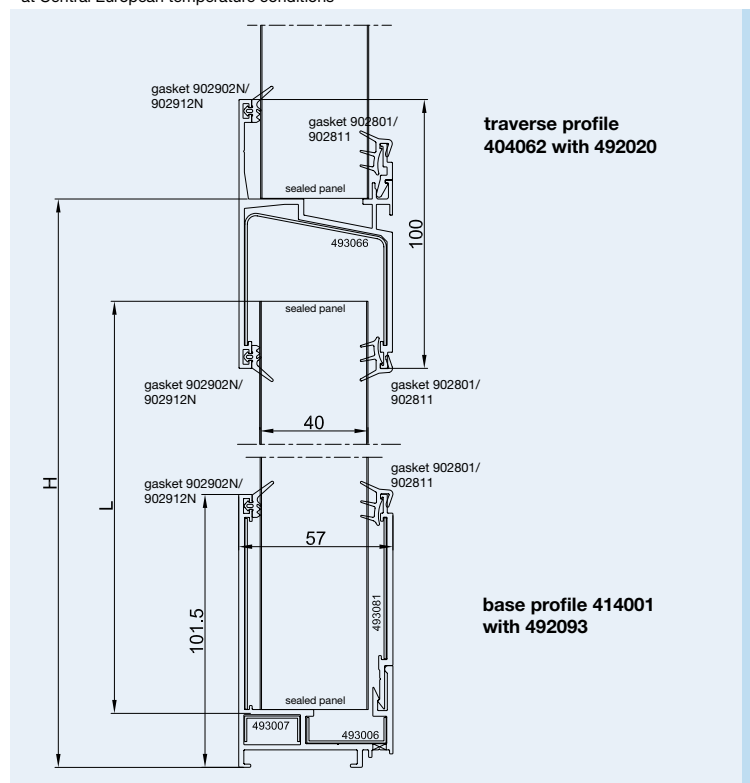 at Central European temperature conditions
gasket 902902N/
902912N
gasket 902801/
902811
traverse profile
404062 with 492020
sealed panel
100
493066
sealed panel
gasket 902902N/
902912N
gasket 902801/
902811
40
H
L
gasket 902902N/
902912N
gasket 902801/
902811
57
101.5
493081
base profile 414001
with 492093
sealed panel
493007
493006